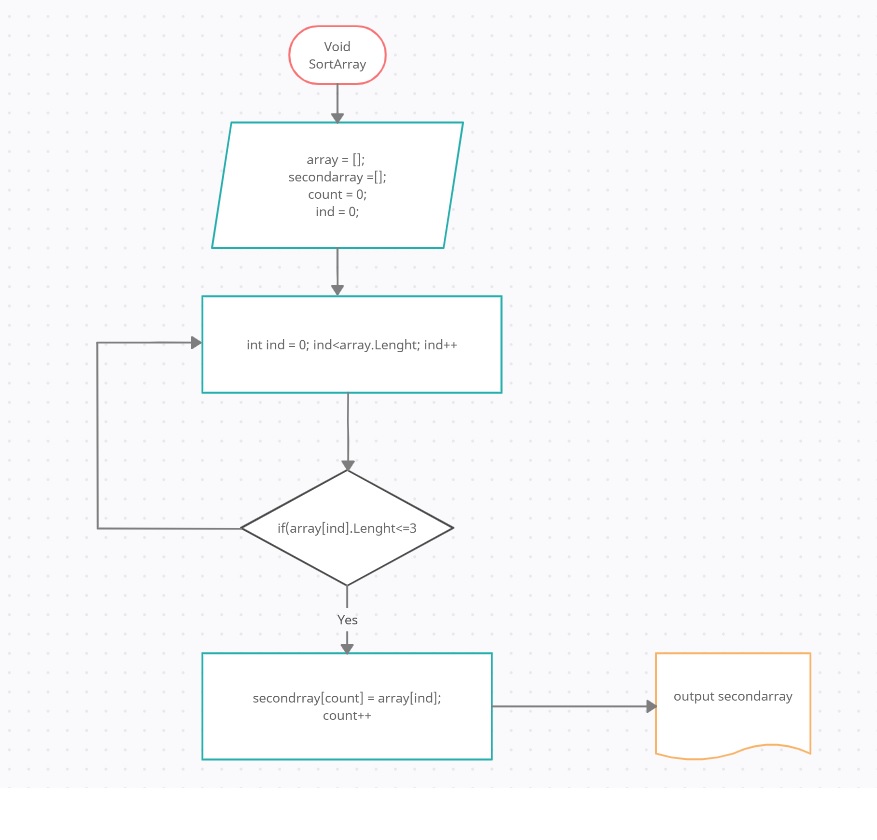 Void
SortArray
array = [];
secondarray =[];
count = 0;
ind = 0;
int ind = 0; ind<array.Lenght; ind++
if(array[ind].Lenght<=3
Yes
secondrray[count] = array[ind];
count++
output secondarray